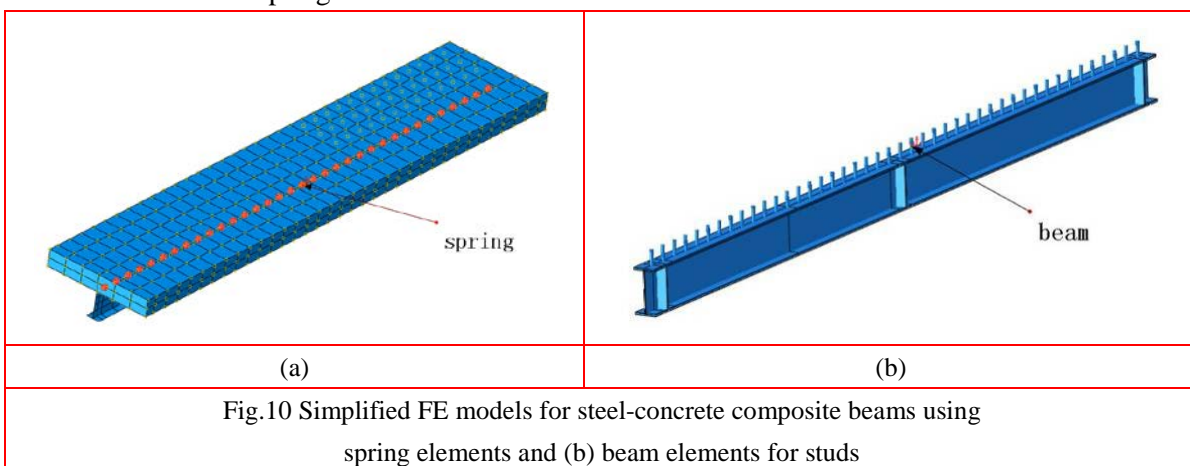 spring
beam
(a)
(b)
Fig.10 Simplified FE models for steel-concrete composite beams using
spring elements and (b) beam elements for studs